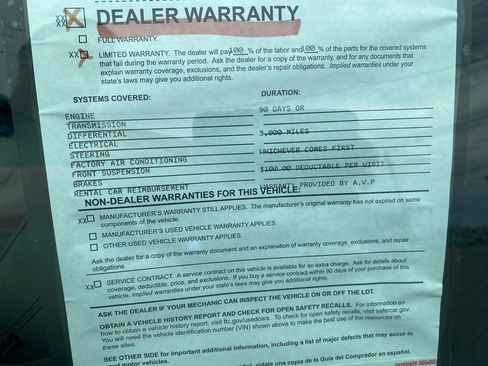 XX DEALER WARRANTY
FULL WARRANTY.
XX LIMITED WARRANTY. The dealer will pay 100 % of the labor and 100 % of the parts for the covered systems
that fail during the warranty period. Ask the dealer for a copy of the warranty, and for any documents that
explain warranty coverage, exclusions, and the dealer's repair obligations. Implied warranties under your
state's laws may give you additional rights.
SYSTEMS COVERED: DURATION:
ENGINE 90 DAYS OR
TRANSMISSION
DIFFERENTIAL 3,000 MILES
ELECTRICAL
STEERING WHICHEVER COMES FIRST
FACTORY AIR CONDITIONING
FRONT SUSPENSION $100.00 DEDUCTABLE PER VISIT
BRAKES
RENTAL CAR REIMBURSEMENT WARRANTY PROVIDED BY A.V.P
NON-DEALER WARRANTIES FOR THIS VEHICLE:
XX MANUFACTURER'S WARRANTY STILL APPLIES. The manufacturer's original warranty has not expired on some
components of the vehicle.
MANUFACTURER'S USED VEHICLE WARRANTY APPLIES.
OTHER USED VEHICLE WARRANTY APPLIES.
Ask the dealer for a copy of the warranty document and an explanation of warranty coverage, exclusions, and repair
obligations
XX SERVICE CONTRACT. A service contract on this vehicle is available for an extra charge. Ask for details about
coverage, deductible, price, and exclusions. If you buy a service contract within 90 days of your purchase of this
vehicle, Implied warranties under your state's laws may give you additional rights.
ASK THE DEALER IF YOUR MECHANIC CAN INSPECT THE VEHICLE ON OR OFF THE LOT.
OBTAIN A VEHICLE HISTORY REPORT AND CHECK FOR OPEN SAFETY RECALLS. For information on
how to obtain a vehicle history report, visit ftc.gov/usedcars. To check for open safety recalls, visit safercar.gov.
You will need the vehicle identification number (VIN) shown above to make the best use of the resources on
these sites.
SEE OTHER SIDE for important additional information, including a list of major defects that may occur in
used motor vehicles.
español, pídale una copia de la Guía del Comprador en español.